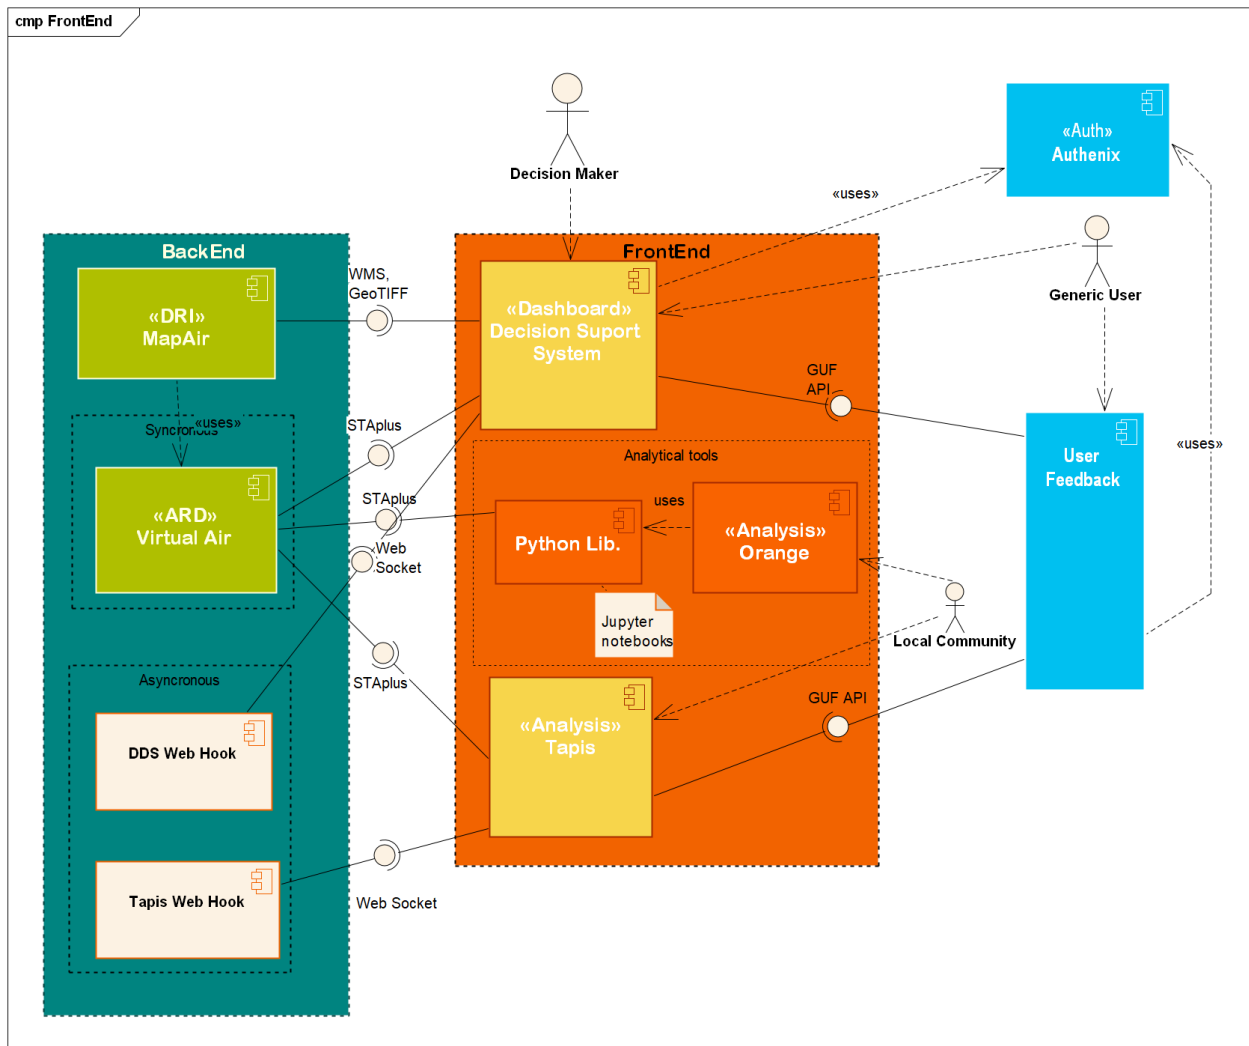 cmp FrontEnd
Decision Maker
«Auth»
Authenix
«uses»
Generic User
BackEnd
FrontEnd
«DRI»
MapAir
WMS,
GeoTIFF
«Dashboard»
Decision Suport
System
GUF
API
Syncronous
«uses»
STAplus
«ARD»
Virtual Air
STAplus
Web
Socket
Analytical tools
uses
Python Lib.
«Analysis»
Orange
Jupyter
notebooks
Local Community
User
Feedback
«uses»
Asyncronous
STAplus
DDS Web Hook
«Analysis»
Tapis
GUF API
Tapis Web Hook
Web Socket